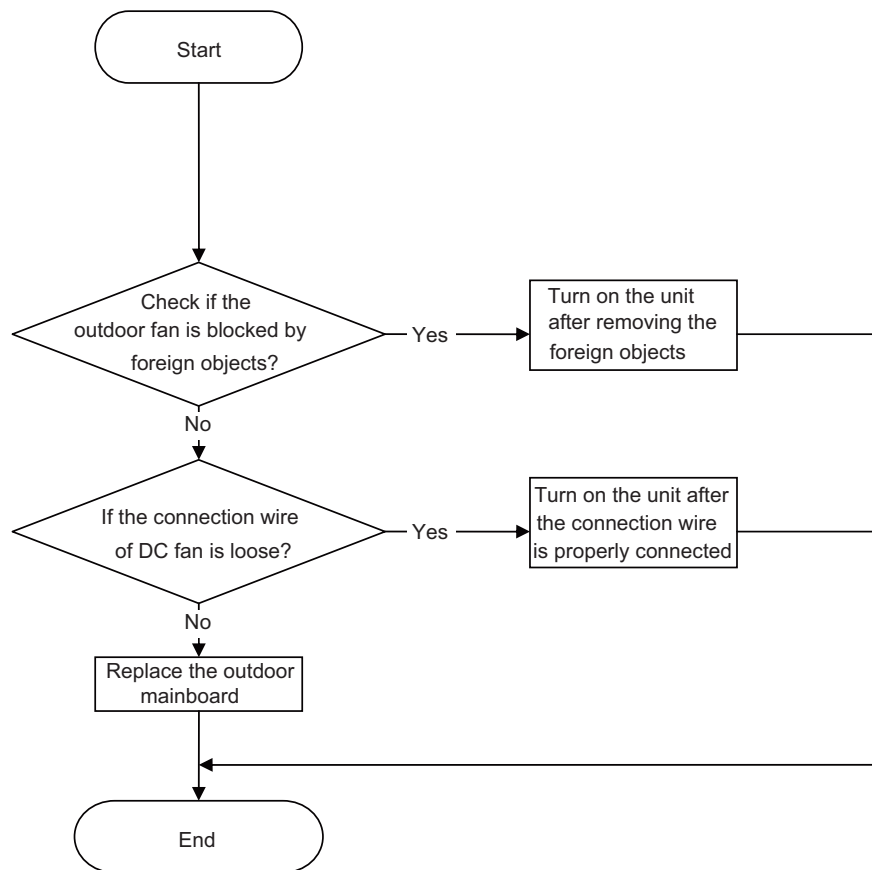 Start
Check if the
outdoor fan is blocked by
foreign objects?
Yes
Turn on the unit
after removing the
foreign objects
No
If the connection wire
of DC fan is loose?
Yes
Turn on the unit after
the connection wire
is properly connected
No
Replace the outdoor
mainboard
End